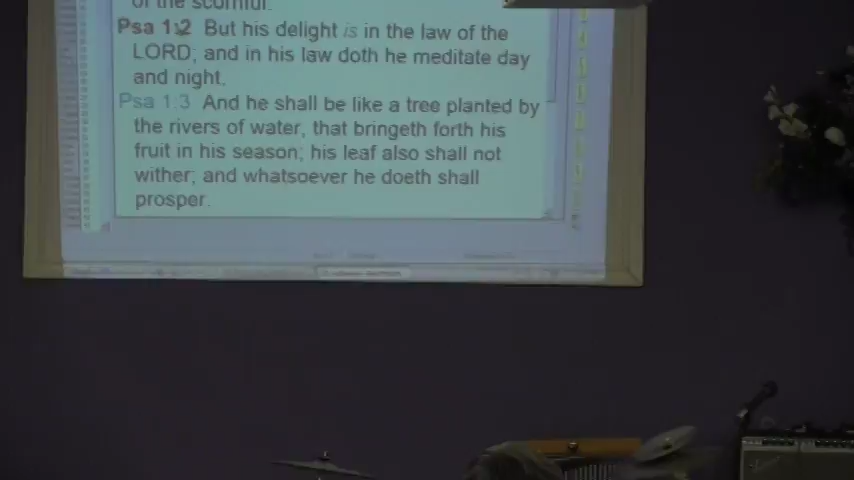 of the scornful.
Psa 1:2 But his delight is in the law of the
LORD; and in his law doth he meditate day
and night.
Psa 1:3 And he shall be like a tree planted by
the rivers of water, that bringeth forth his
fruit in his season; his leaf also shall not
wither; and whatsoever he doeth shall
prosper.